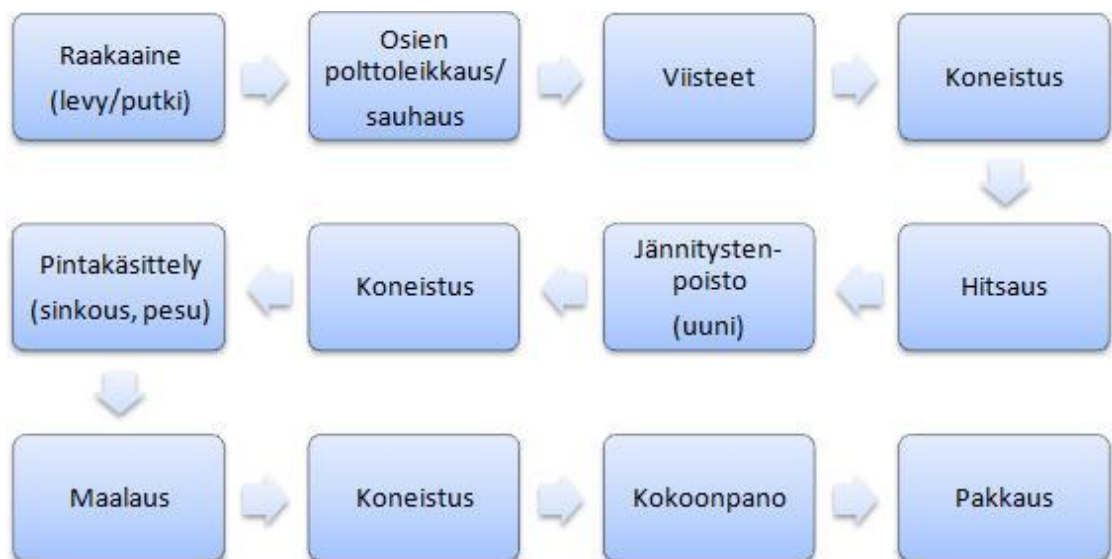 Raakaaine
(levy/putki)
Osien
polttoleikkaus/
sauhaus
Viisteet
Koneistus
Hitsaus
Jännitysten-
poisto
(uuni)
Koneistus
Pintakäsittely
(sinkous, pesu)
Maalaus
Koneistus
Kokoonpano
Pakkaus